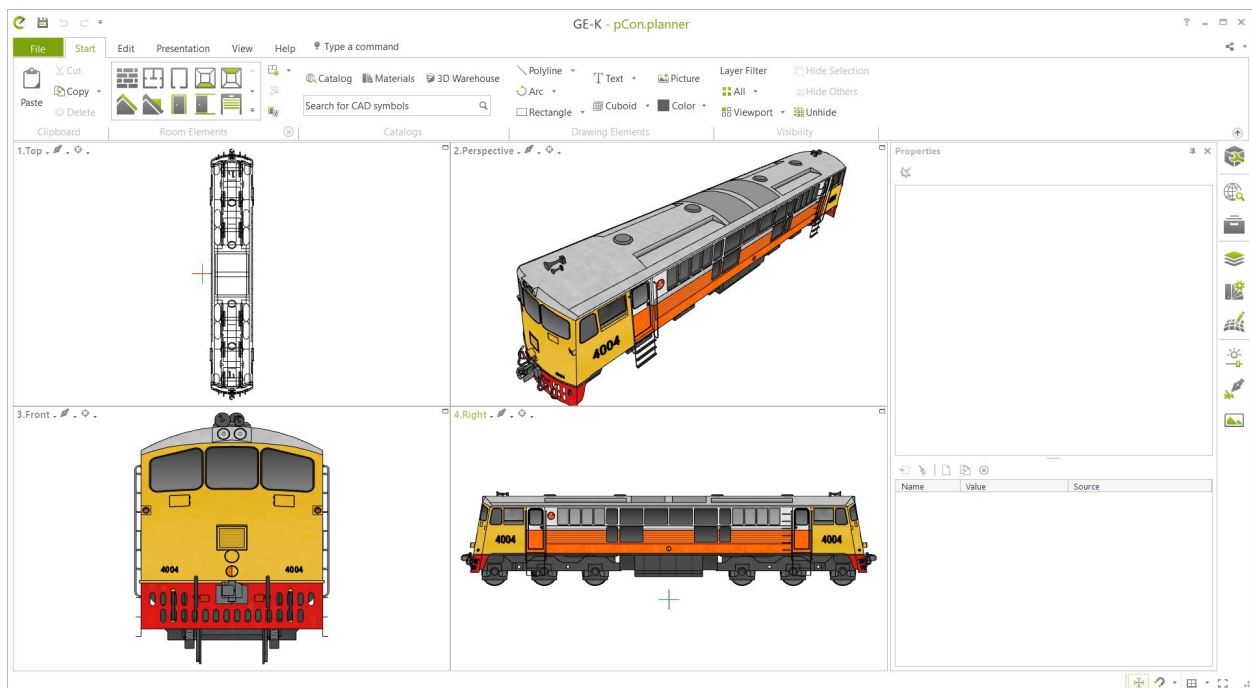 GE-K - pCon.planner
File Start Edit Presentation View Help Type a command
Paste
Cut
Copy
Delete
Clipboard
Room Elements
Catalog Materials 3D Warehouse
Search for CAD symbols
Catalogs
Polyline
Arc
Rectangle
Text
Cuboid
Picture
Color
Drawing Elements
Layer Filter
All
Viewport
Hide Selection
Hide Others
Unhide
Visibility
1.Top
2.Perspective
4004
3.Front
4004 4004
4.Right
4004 4004
Properties
Name Value Source